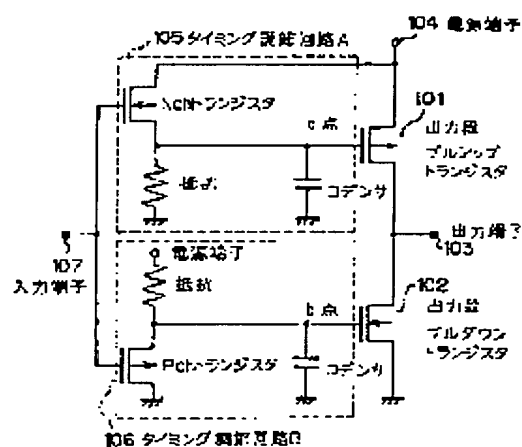 105 タイミング調節回路A
104 電源端子
Nchトランジスタ
101
出力段
プルアップ
トランジスタ
抵抗
コデンサ
出力端子
103
107
入力端子
電源端子
抵抗
b点
102
出力段
プルダウン
トランジスタ
Pchトランジスタ
コデンサ
106 タイミング調節回路B